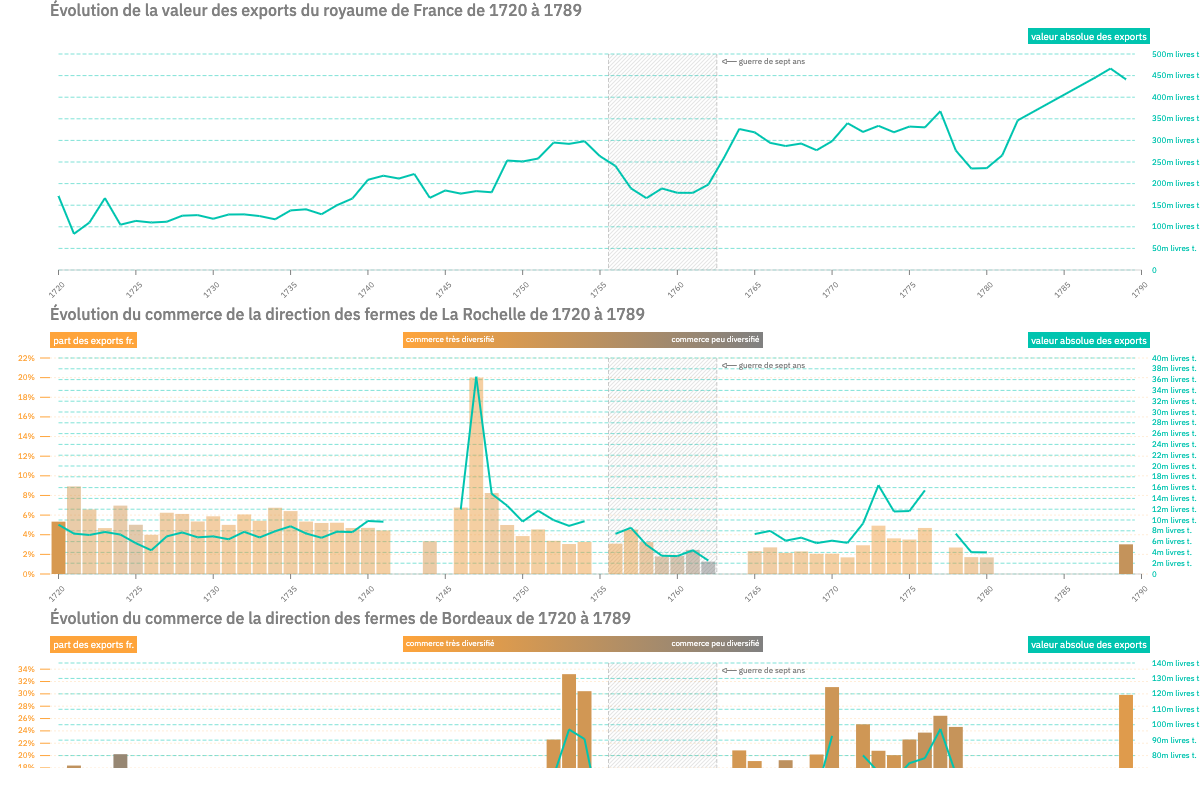 Évolution de la valeur des exports du royaume de France de 1720 à 1789
valeur absolue des exports
500m livres t
guerre de sept ans
450m livres t
400m livres t
350m livres t
300m livres t
250m livres t
200m livres t
150m livres t
100m livres t
50m livres t.
0
1720 1725 1730 1735 1740 1745 1750 1755 1760 1765 1770 1775 1780 1785 1790
Évolution du commerce de la direction des fermes de La Rochelle de 1720 à 1789
part des exports fr. commerce très diversifié commerce peu diversifié valeur absolue des exports
22% 40m livres t.
guerre de sept ans 38m livres t.
20% 36m livres t.
18% 34m livres t.
32m livres t.
16% 30m livres t.
28m livres t.
14% 26m livres t.
24m livres t.
12% 22m livres t.
10% 20m livres t.
18m livres t.
8% 16m livres t.
14m livres t.
6% 12m livres t.
10m livres t.
4% 8m livres t.
6m livres t.
2% 4m livres t.
2m livres t.
0% 0
1720 1725 1730 1735 1740 1745 1750 1755 1760 1765 1770 1775 1780 1785 1790
Évolution du commerce de la direction des fermes de Bordeaux de 1720 à 1789
part des exports fr. commerce très diversifié commerce peu diversifié valeur absolue des exports
140m livres t
34% guerre de sept ans
32% 130m livres t
30% 120m livres t
28% 110m livres t
26%
24% 100m livres t
22% 90m livres t
20% 80m livres t
18%